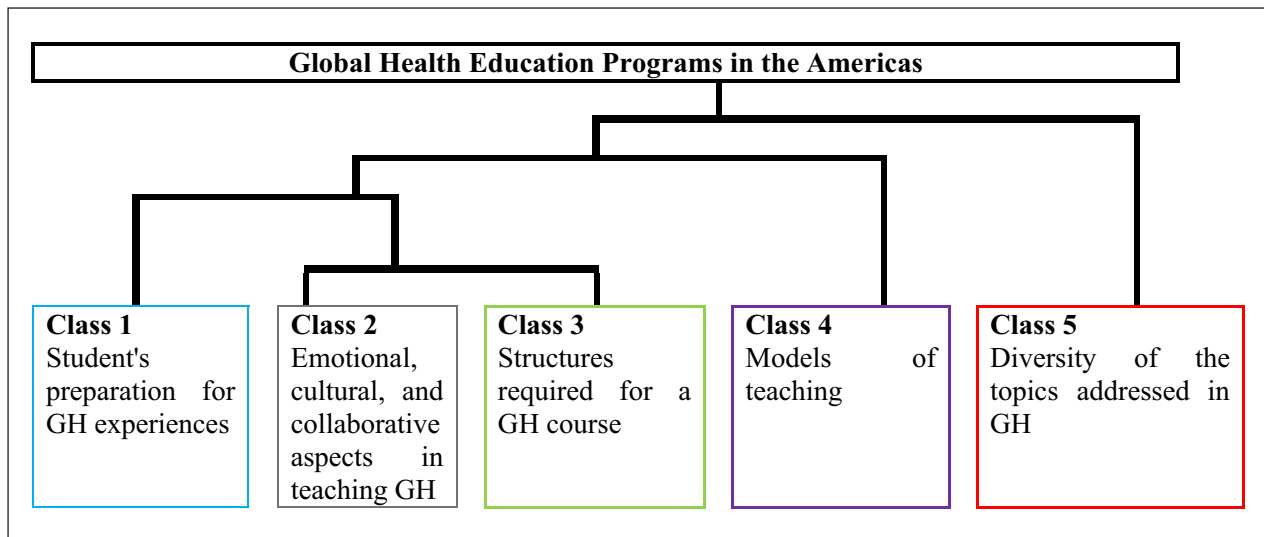 Global Health Education Programs in the Americas
Class 1
Student's
preparation for
GH experiences
Class 2
Emotional,
cultural, and
collaborative
aspects in
teaching GH
Class 3
Structures
required for a
GH course
Class 4
Models of
teaching
Class 5
Diversity of the
topics addressed in
GH